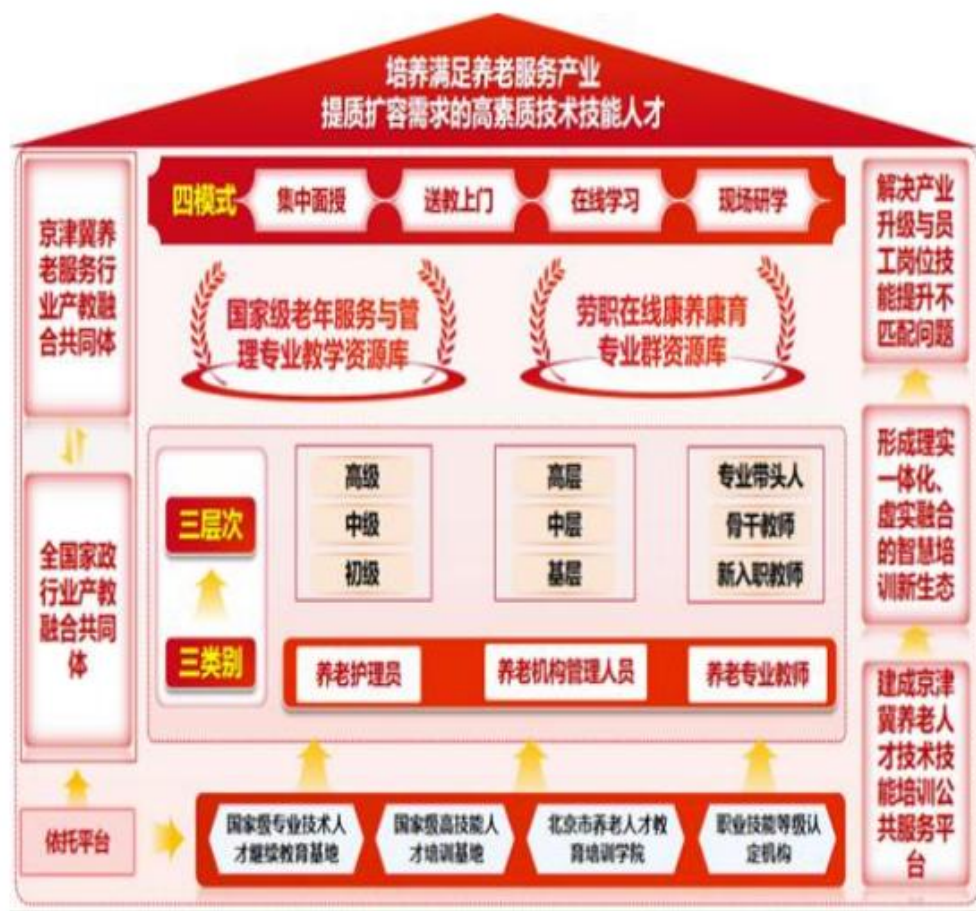 培养满足养老服务产业
提质扩容需求的高素质技术技能人才
京津冀养
老服务行
业产教融
合共同体
全国家政
行业产教
融合共同
体
依托平台
四模式
集中面授
送教上门
在线学习
现场研学
国家级老年服务与管
理专业教学资源库
劳职在线康养康育
专业群资源库
三层次
高级
中级
初级
高层
中层
基层
专业带头人
骨干教师
新入职教师
三类别
养老护理员
养老机构管理人员
养老专业教师
国家级专业技术人
才继续教育基地
国家级高技能人
才培训基地
北京市养老人才教
育培训学院
职业技能等级认
定机构
解决产业
升级与员
工岗位技
能提升不
匹配问题
形成理实
一体化、
虚实融合
的智慧培
训新生态
建成京津
冀养老人
才技术技
能培训公
共服务平
台